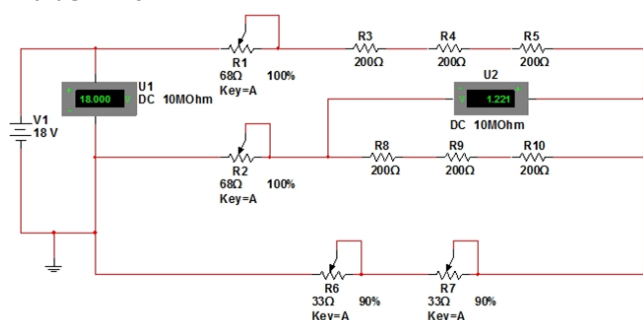 R1
68Ω 100%
Key=A
R3
200Ω
R4
200Ω
R5
200Ω
U1
18.000 V
DC 10MOhm
U2
1.221
DC 10MOhm
V1
18 V
R2
68Ω 100%
Key=A
R8
200Ω
R9
200Ω
R10
200Ω
R6
33Ω 90%
Key=A
R7
33Ω 90%
Key=A